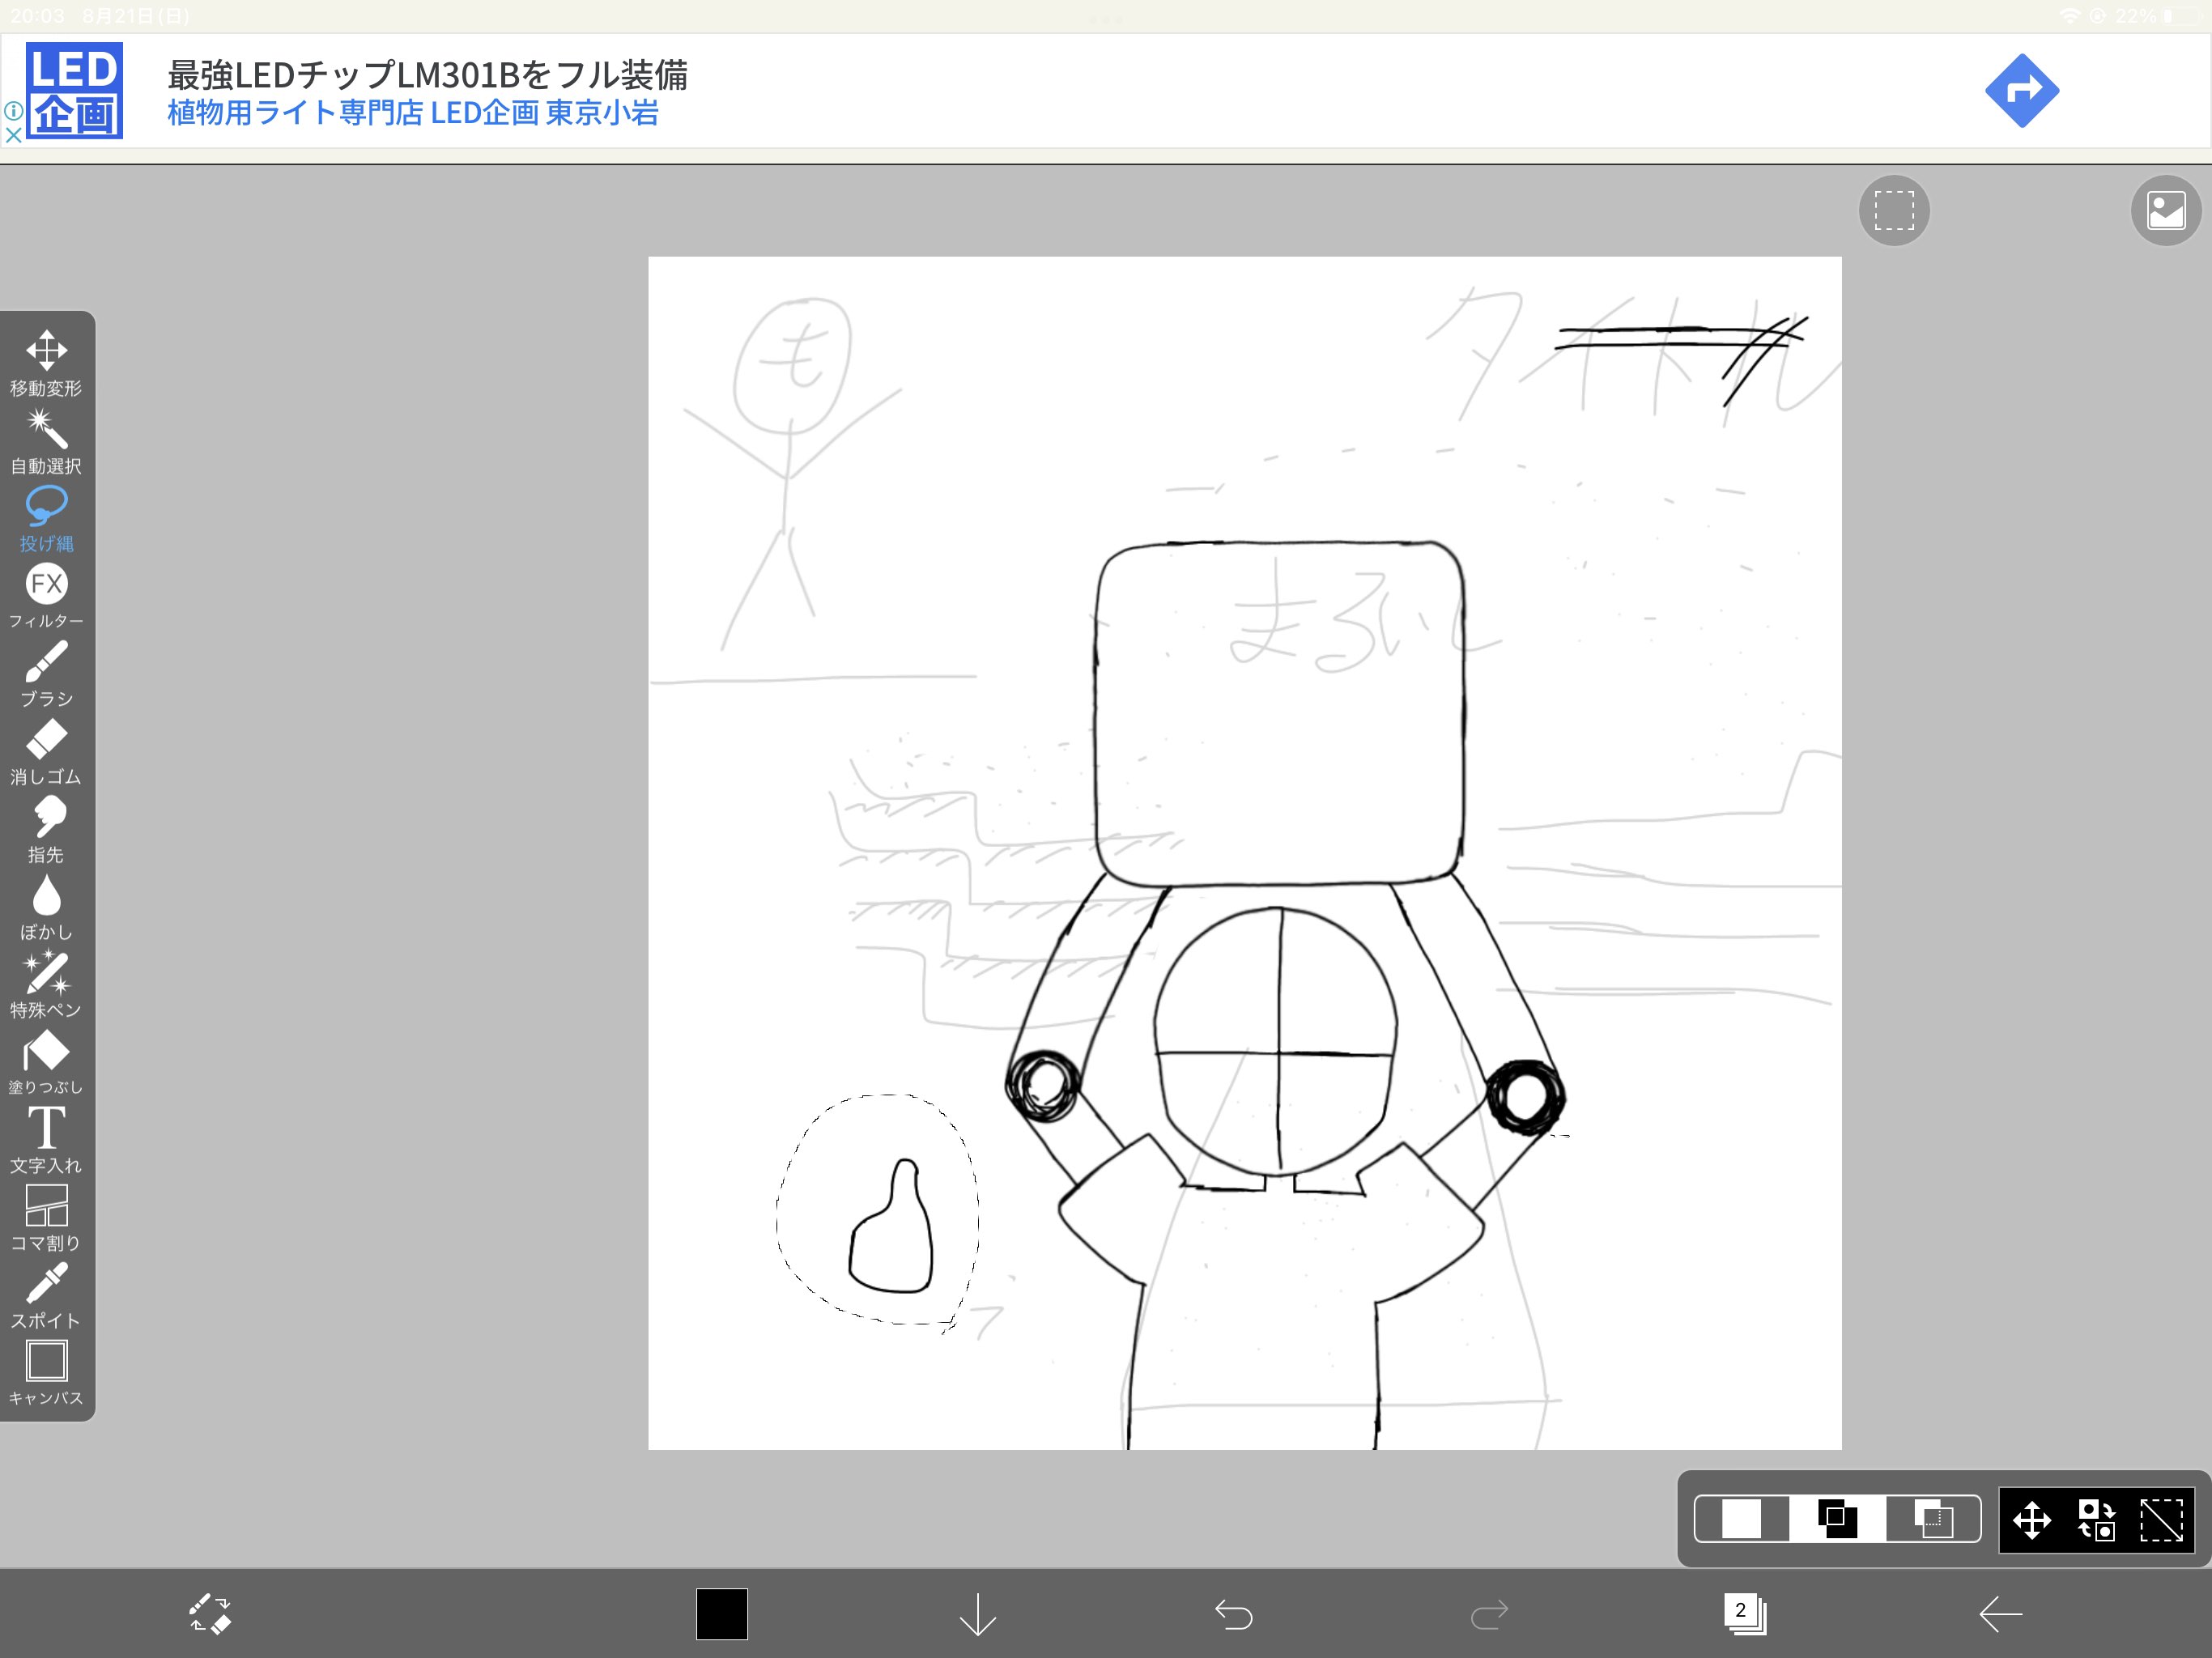 20:03 8月21日(日)
22%
LED
企画
最強LEDチップLM301Bをフル装備
植物用ライト専門店 LED企画 東京小岩
移動変形
自動選択
投げ縄
FX
フィルター
ブラシ
消しゴム
指先
ぼかし
特殊ペン
塗りつぶし
T
文字入れ
コマ割り
スポイト
キャンバス
も
タイトル
まるい
2